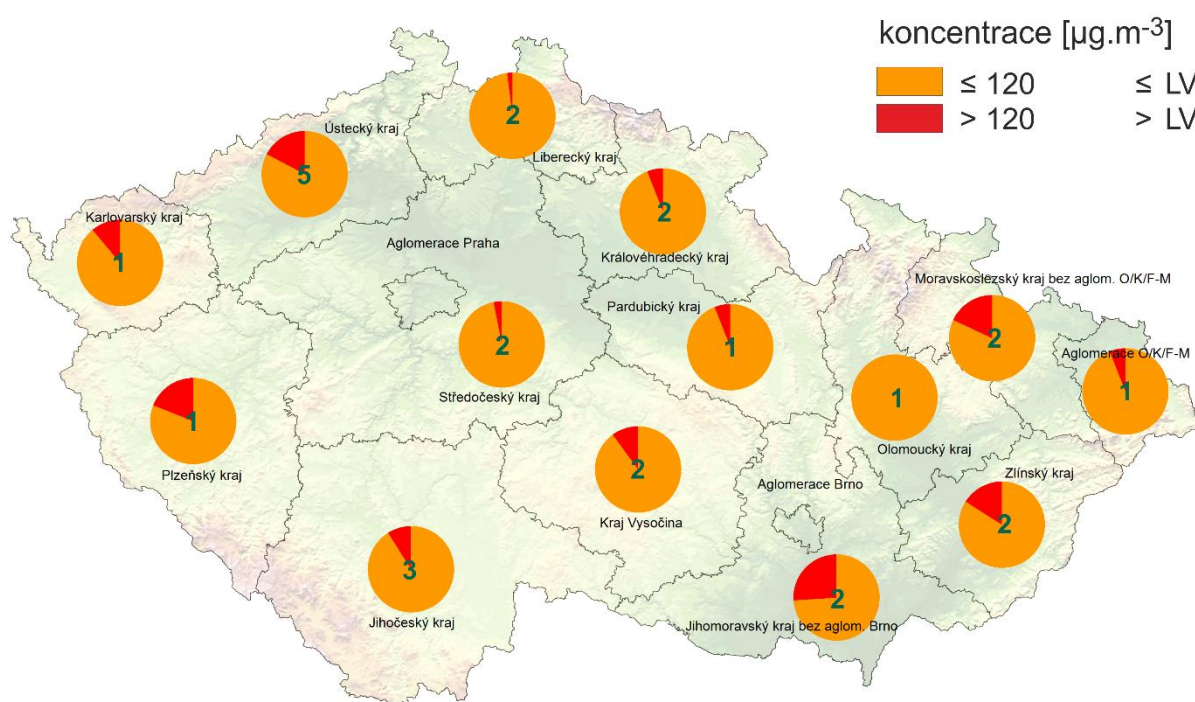 koncentrace [µg.m-3]
≤ 120 ≤ LV
> 120 > LV
2
Liberecký kraj
Ústecký kraj
5
Karlovarský kraj
1
2
Královéhradecký kraj
Aglomerace Praha
Moravskoslezský kraj bez aglom. O/K/F-M
2
Pardubický kraj
1
2
Středočeský kraj
Aglomerace O/K/F-M
1
1
Olomoucký kraj
1
Plzeňský kraj
2
Kraj Vysočina
Aglomerace Brno
Zlínský kraj
2
3
Jihočeský kraj
2
Jihomoravský kraj bez aglom. Brno